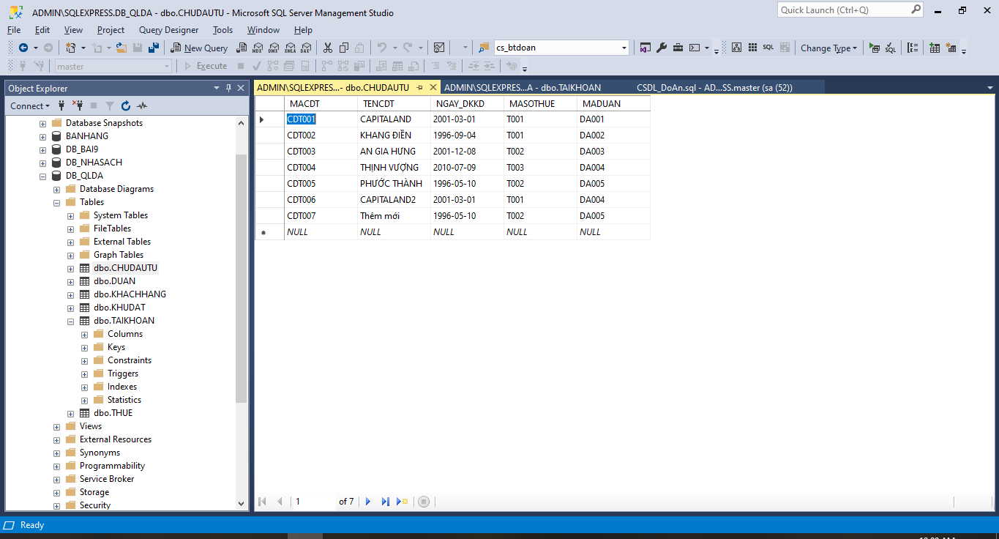 ADMIN\SQLEXPRESS.DB_QLDA - dbo.CHUDAUTU - Microsoft SQL Server Management Studio
Quick Launch (Ctrl+Q)
File Edit View Project Query Designer Tools Window Help
New Query MDX DMX XMLA DAX cs_btdoan SQL Change Type SQL
master Execute
Object Explorer
Connect
Database Snapshots
BANHANG
DB_BAI9
DB_NHASACH
DB_QLDA
Database Diagrams
Tables
System Tables
FileTables
External Tables
Graph Tables
dbo.CHUDAUTU
dbo.DUAN
dbo.KHACHHANG
dbo.KHUDAT
dbo.TAIKHOAN
Columns
Keys
Constraints
Triggers
Indexes
Statistics
dbo.THUE
Views
External Resources
Synonyms
Programmability
Service Broker
Storage
Security
ADMIN\SQLEXPRES...- dbo.CHUDAUTU ADMIN\SQLEXPRES...A - dbo.TAIKHOAN CSDL_DoAn.sql - AD...SS.master (sa (52))
MACDT TENCDT NGAY_DKKD MASOTHUE MADUAN
CDT001 CAPITALAND 2001-03-01 T001 DA001
CDT002 KHANG ĐIỀN 1996-09-04 T001 DA002
CDT003 AN GIA HƯNG 2001-12-08 T002 DA003
CDT004 THỊNH VƯỢNG 2010-07-09 T003 DA004
CDT005 PHƯỚC THÀNH 1996-05-10 T002 DA005
CDT006 CAPITALAND2 2001-03-01 T001 DA004
CDT007 Thêm mới 1996-05-10 T002 DA005
NULL NULL NULL NULL NULL
1 of 7
Ready